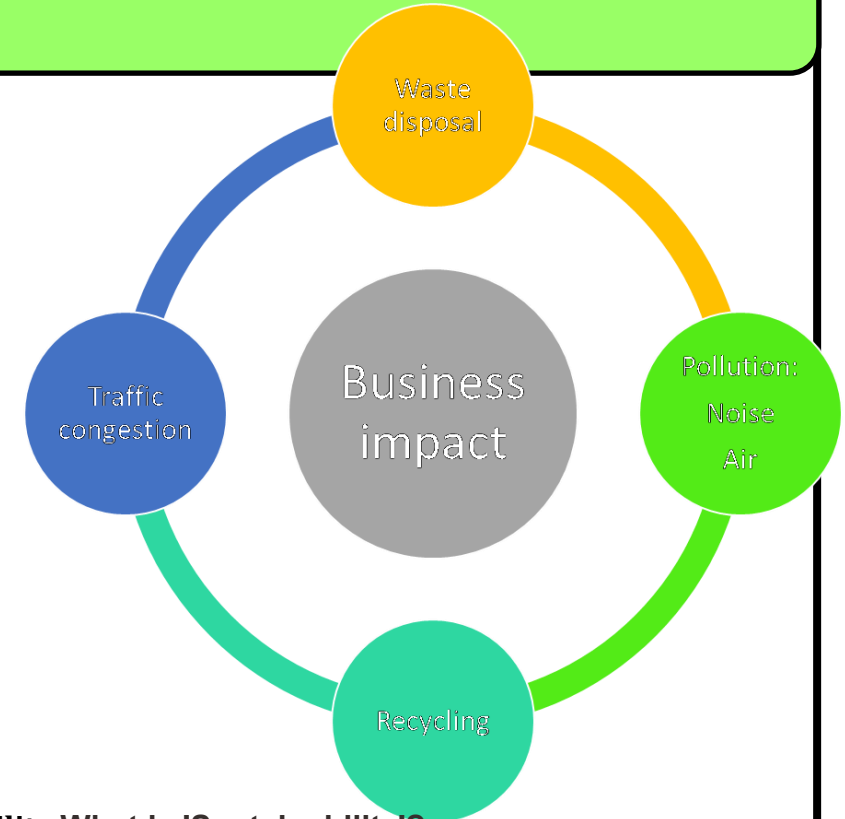 Waste
disposal
Pollution:
Noise
Air
Business
impact
Traffic
congestion
Recycling